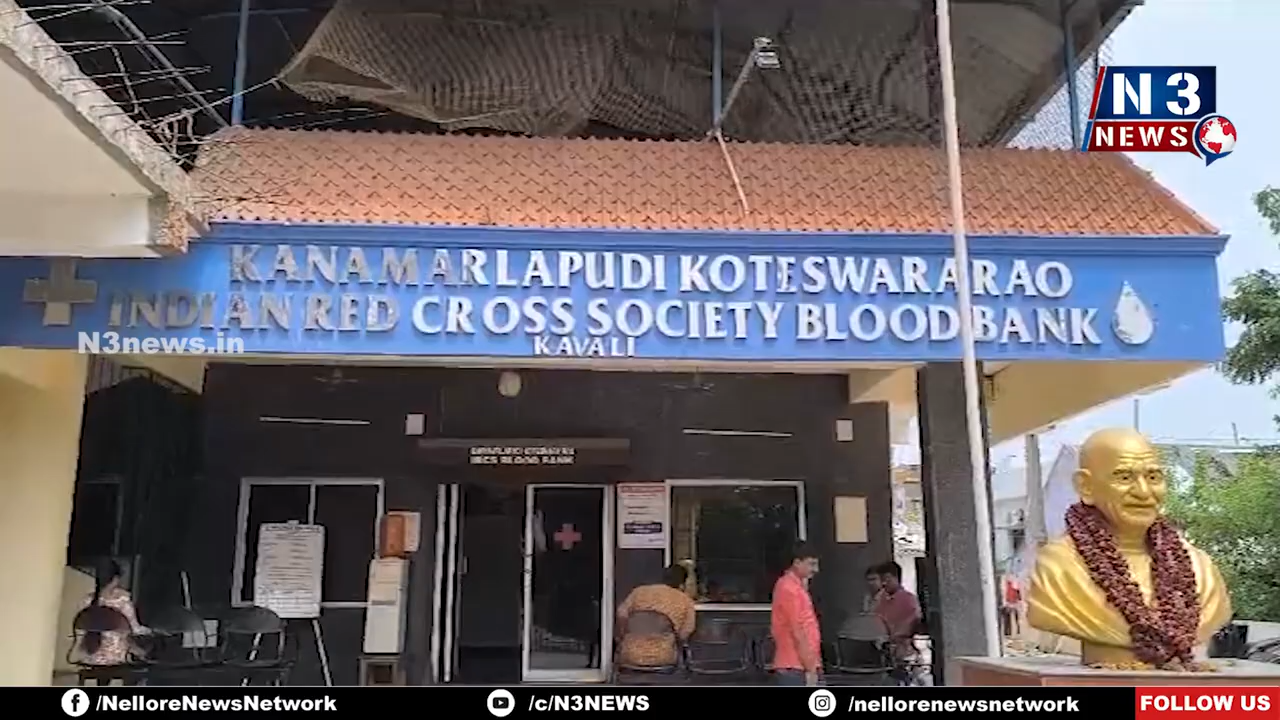 N3
NEWS
KANAMARLAPUDI KOTESWARARAO
INDIAN RED CROSS SOCIETY BLOOD BANK
KAVALI
N3news.in
IRCS BLOOD BANK
/NelloreNewsNetwork
/c/N3NEWS
/nellorenewsnetwork
FOLLOW US